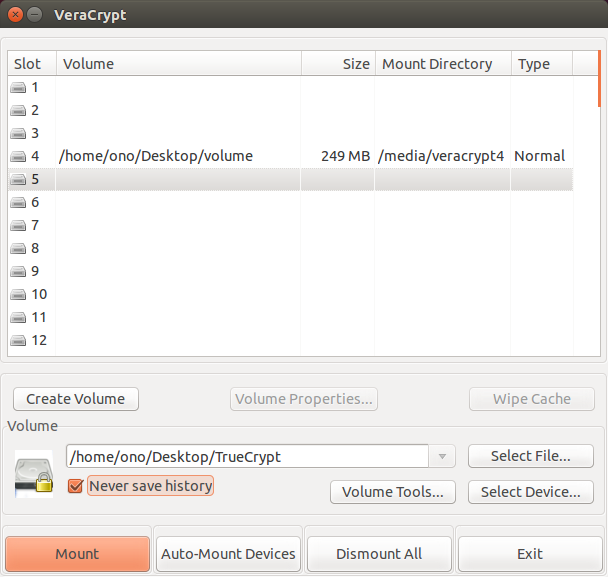 VeraCrypt
Slot Volume Size Mount Directory Type
1
2
3
4 /home/ono/Desktop/volume 249 MB /media/veracrypt4 Normal
5
6
7
8
9
10
11
12
Create Volume Volume Properties... Wipe Cache
Volume
/home/ono/Desktop/TrueCrypt Select File...
Never save history Volume Tools... Select Device...
Mount Auto-Mount Devices Dismount All Exit